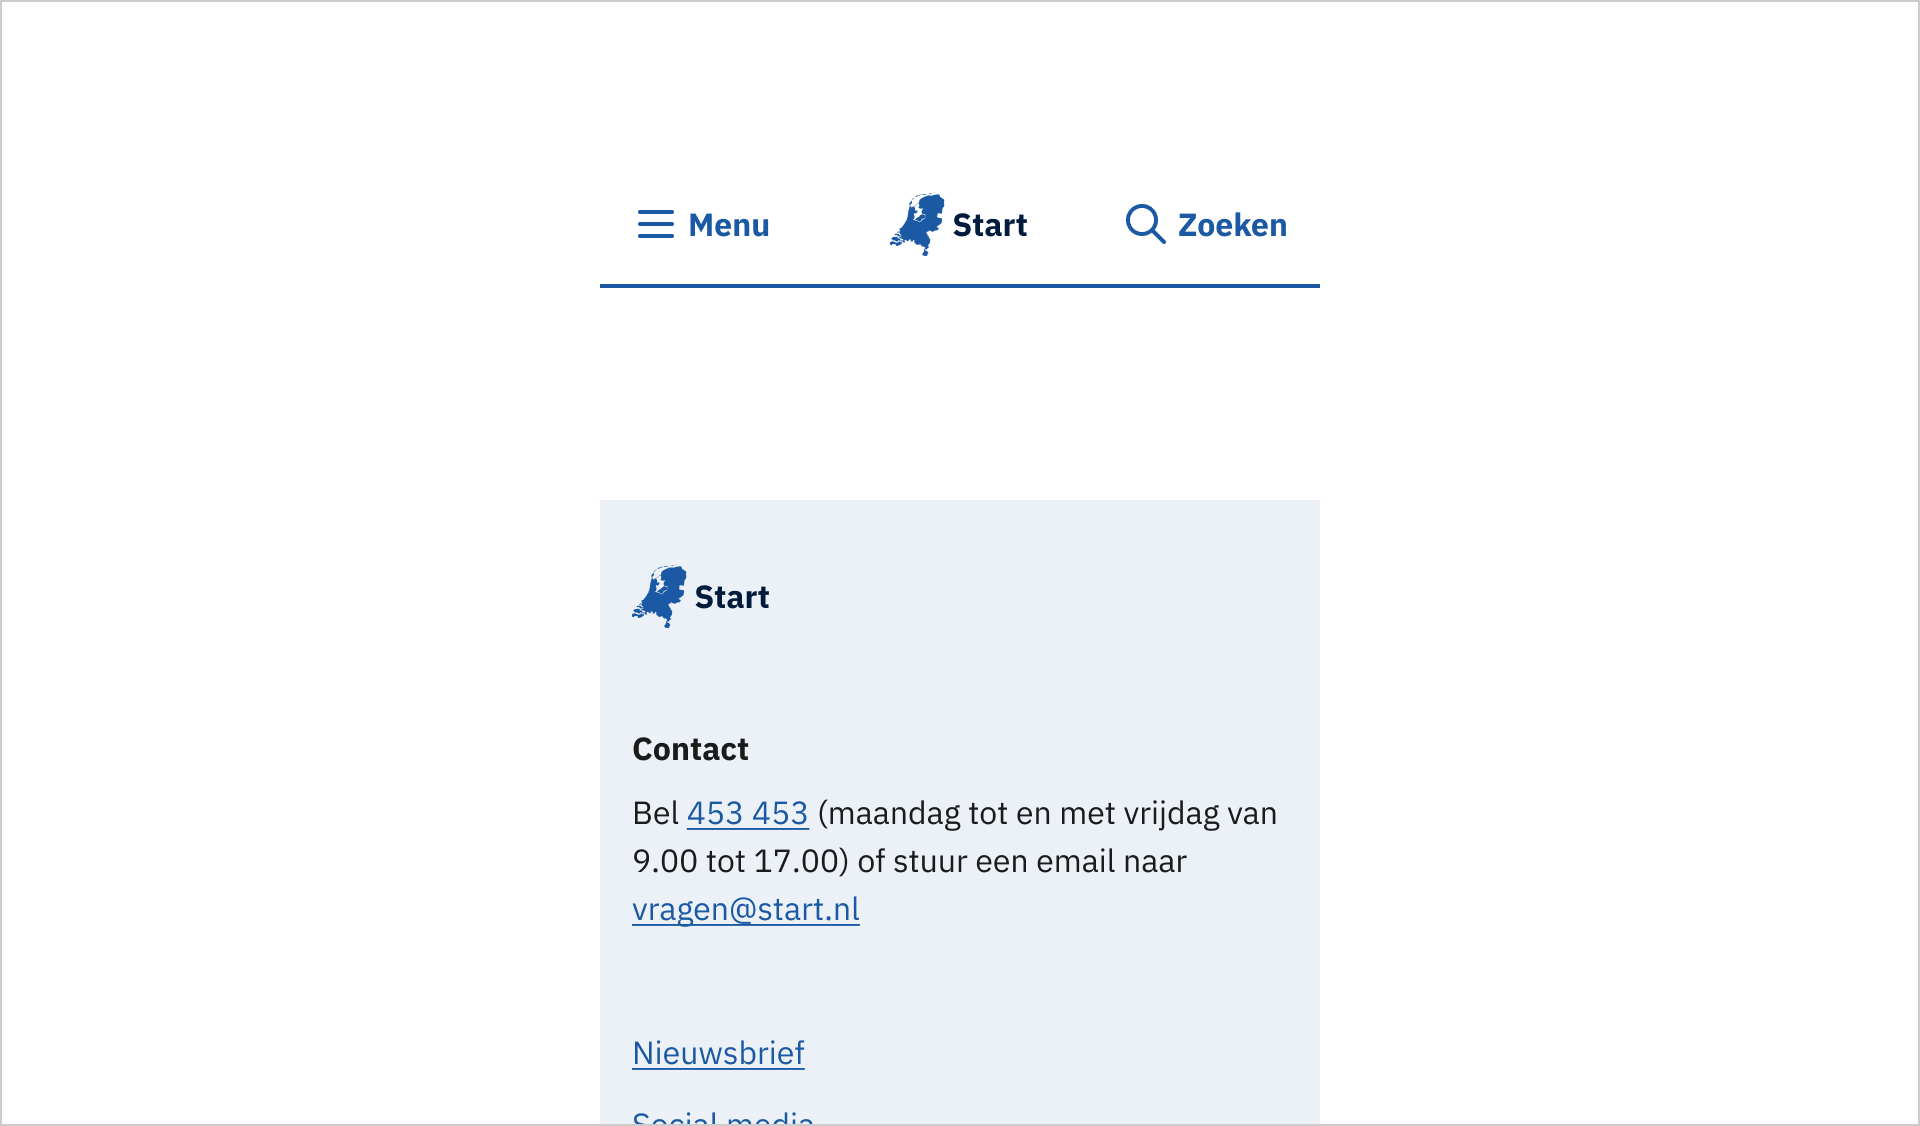 Menu
Start
Zoeken
Start
Contact
Bel 453 453 (maandag tot en met vrijdag van
9.00 tot 17.00) of stuur een email naar
vragen@start.nl
Nieuwsbrief
Social media